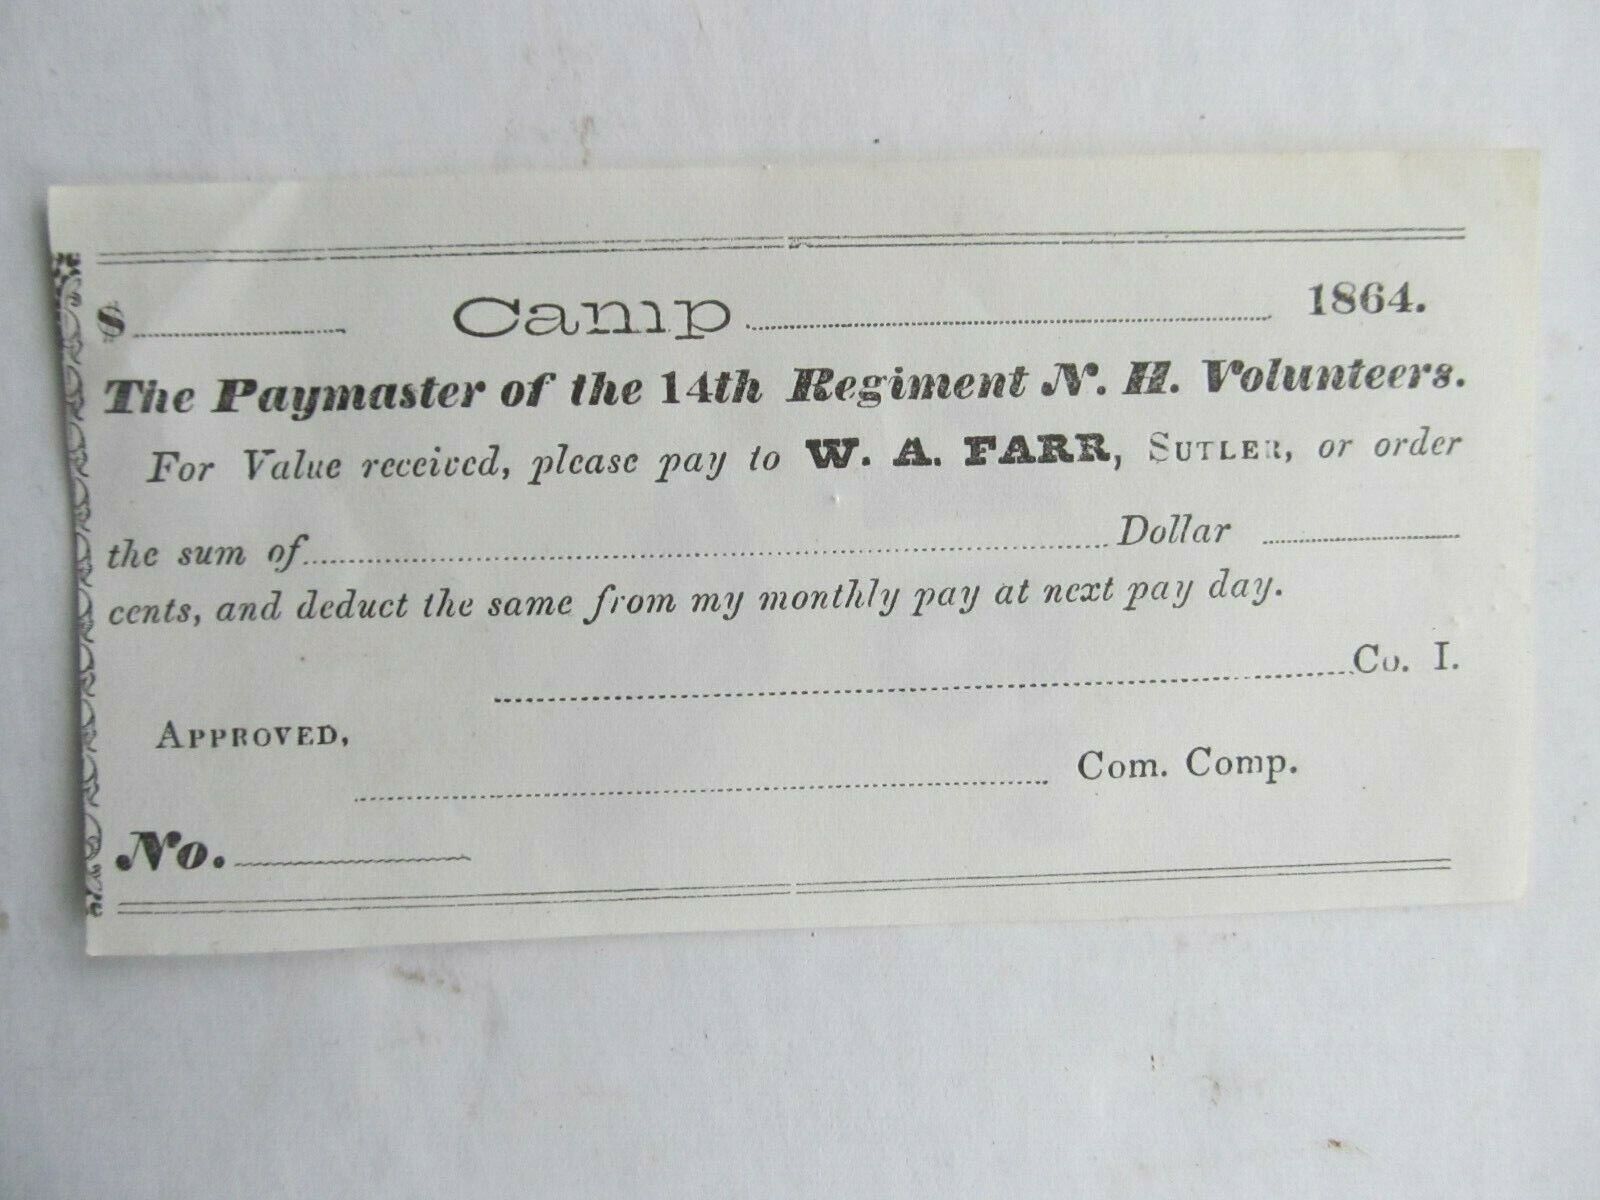 $ Camp 1864.
The Paymaster of the 14th Regiment N. H. Volunteers.
For Value received, please pay to W. A. FARR, SUTLER, or order
the sum of Dollar
cents, and deduct the same from my monthly pay at next pay day.
Co. I.
APPROVED,
Com. Comp.
No.